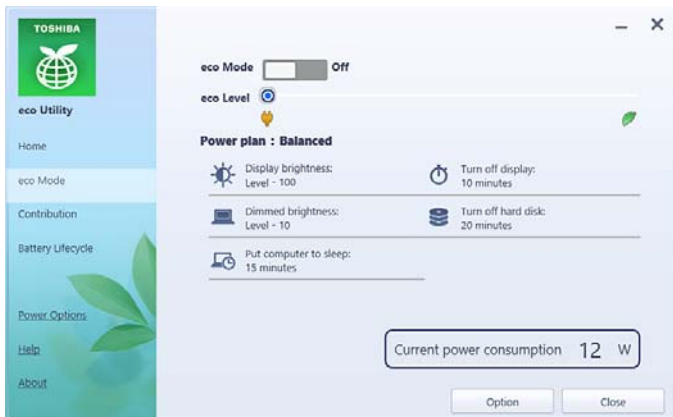 TOSHIBA
eco Utility
Home
eco Mode
Contribution
Battery Lifecycle
Power Options
Help
About
eco Mode Off
eco Level
Power plan : Balanced
Display brightness:
Level - 100
Turn off display:
10 minutes
Dimmed brightness:
Level - 10
Turn off hard disk:
20 minutes
Put computer to sleep:
15 minutes
Current power consumption 12 W
Option
Close